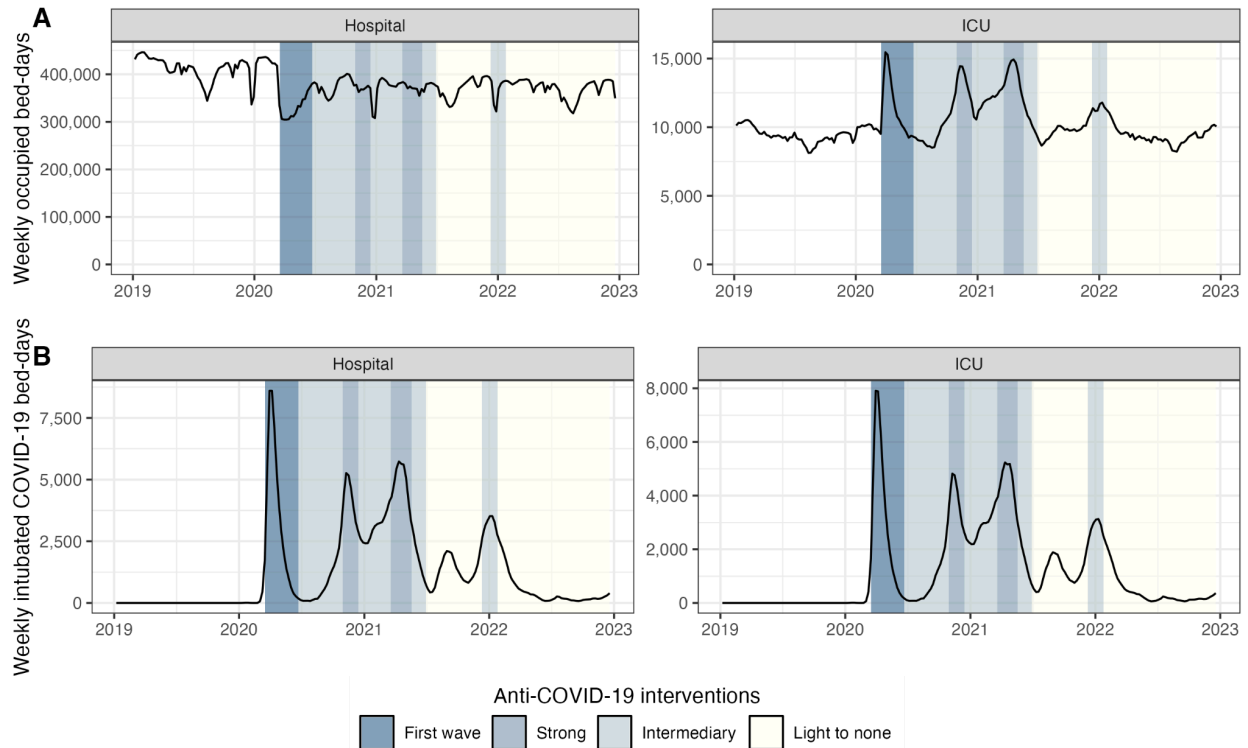 A
Hospital
ICU
Weekly occupied bed-days
400,000
300,000
200,000
100,000
0
15,000
10,000
5,000
0
2019 2020 2021 2022 2023
2019 2020 2021 2022 2023
B
Hospital
ICU
Weekly intubated COVID-19 bed-days
7,500
5,000
2,500
0
8,000
6,000
4,000
2,000
0
2019 2020 2021 2022 2023
2019 2020 2021 2022 2023
Anti-COVID-19 interventions
First wave Strong Intermediary Light to none